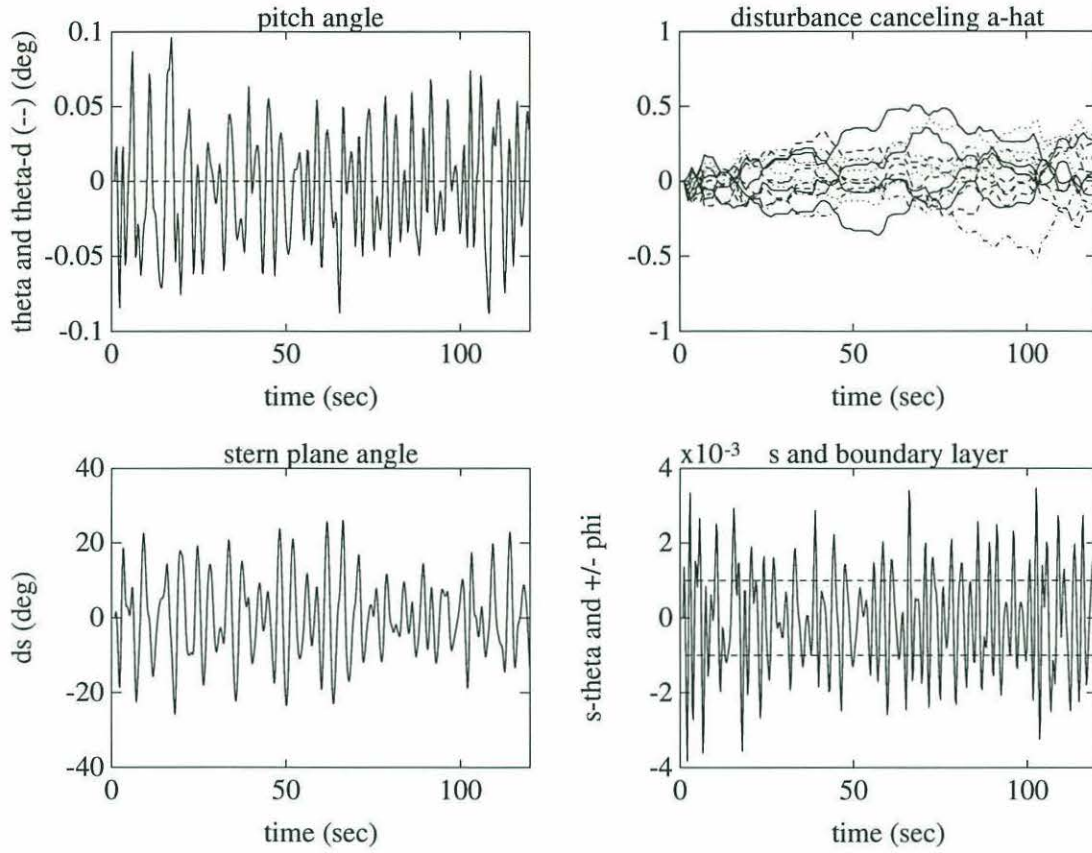 pitch angle
theta and theta-d (--) (deg)
0.1
0.05
0
-0.05
-0.1
0
50
100
time (sec)
disturbance canceling a-hat
1
0.5
0
-0.5
-1
0
50
100
time (sec)
stern plane angle
ds (deg)
40
20
0
-20
-40
0
50
100
time (sec)
x10-3
s and boundary layer
s-theta and +/- phi
4
2
0
-2
-4
0
50
100
time (sec)